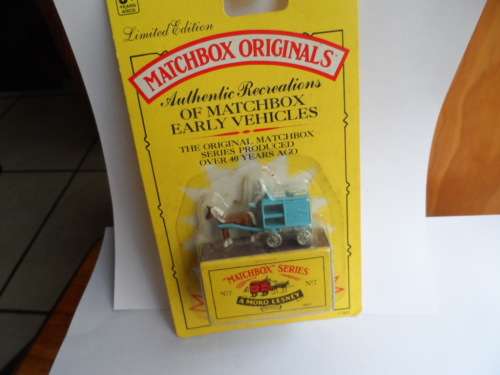 Limited Edition
MATCHBOX ORIGINALS
Authentic Recreations
OF MATCHBOX
EARLY VEHICLES
THE ORIGINAL MATCHBOX
SERIES PRODUCED
OVER 40 YEARS AGO
"MATCHBOX" SERIES
No7 No7
A MOKO LESNEY